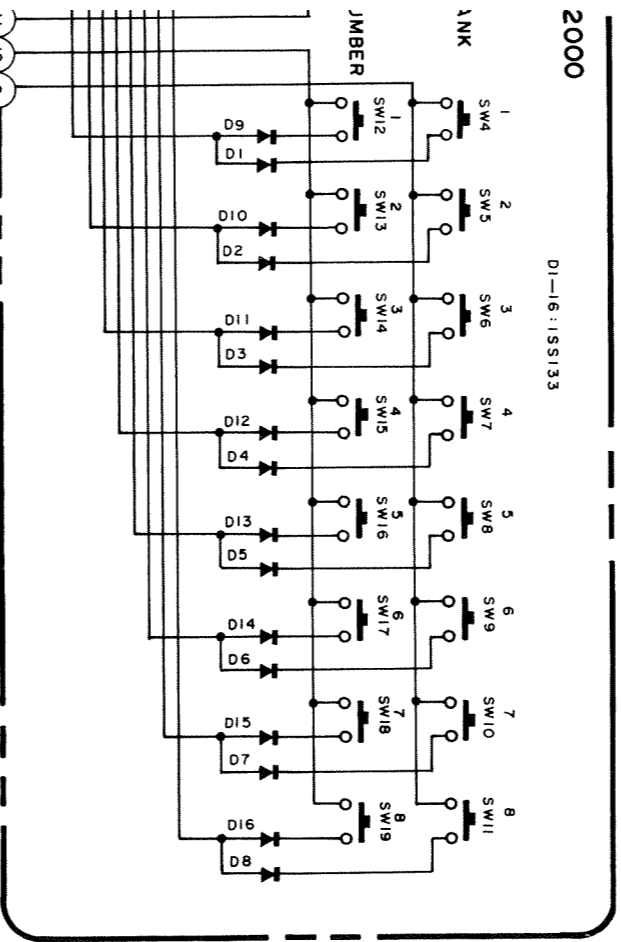 2000
ANK
UMBER
D1—16:1SS133
1
SW4
1
SW12
D9
D1
2
SW5
2
SW13
D10
D2
3
SW6
3
SW14
D11
D3
4
SW7
4
SW15
D12
D4
5
SW8
5
SW16
D13
D5
6
SW9
6
SW17
D14
D6
7
SW10
7
SW18
D15
D7
8
SW11
8
SW19
D16
D8